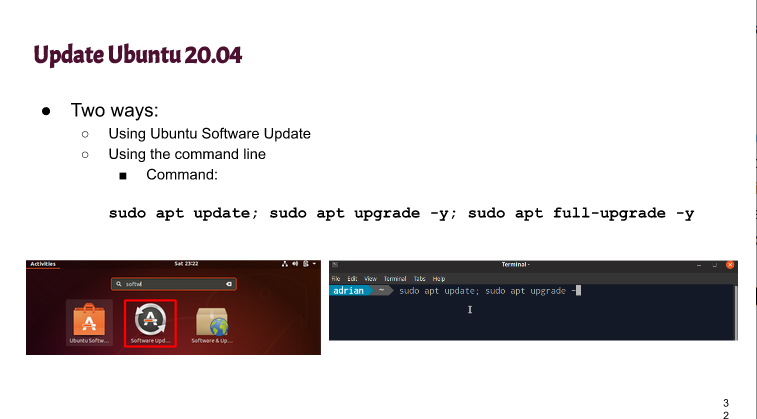 Update Ubuntu 20.04
● Two ways:
○ Using Ubuntu Software Update
○ Using the command line
■ Command:
sudo apt update; sudo apt upgrade -y; sudo apt full-upgrade -y
Activities
Sat 23:22
softw
Ubuntu Softw...
Software Upd...
Software & Up...
Terminal -
File Edit View Terminal Tabs Help
adrian ~ sudo apt update; sudo apt upgrade -
3
2